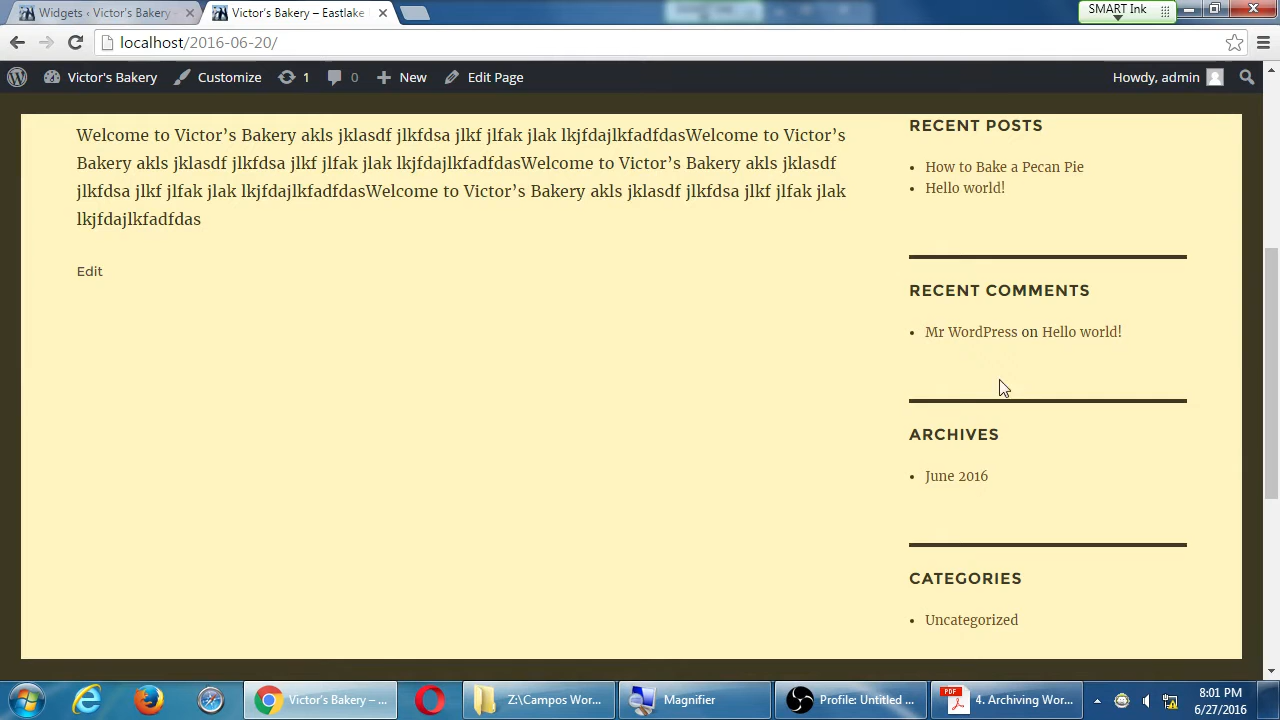 Widgets ‹ Victor's Bakery
Victor's Bakery – Eastlake
SMART Ink
localhost/2016-06-20/
Victor's Bakery
Customize
1
0
New
Edit Page
Howdy, admin
Welcome to Victor’s Bakery akls jklasdf jlkfdsa jlkf jlfak jlak lkjfdajlkfadfdasWelcome to Victor’s
Bakery akls jklasdf jlkfdsa jlkf jlfak jlak lkjfdajlkfadfdasWelcome to Victor’s Bakery akls jklasdf
jlkfdsa jlkf jlfak jlak lkjfdajlkfadfdasWelcome to Victor’s Bakery akls jklasdf jlkfdsa jlkf jlfak jlak
lkjfdajlkfadfdas
Edit
RECENT POSTS
How to Bake a Pecan Pie
Hello world!
RECENT COMMENTS
Mr WordPress on Hello world!
ARCHIVES
June 2016
CATEGORIES
Uncategorized
Victor's Bakery – ...
Z:\Campos Wor...
Magnifier
Profile: Untitled ...
PDF
4. Archiving Wor...
8:01 PM
6/27/2016